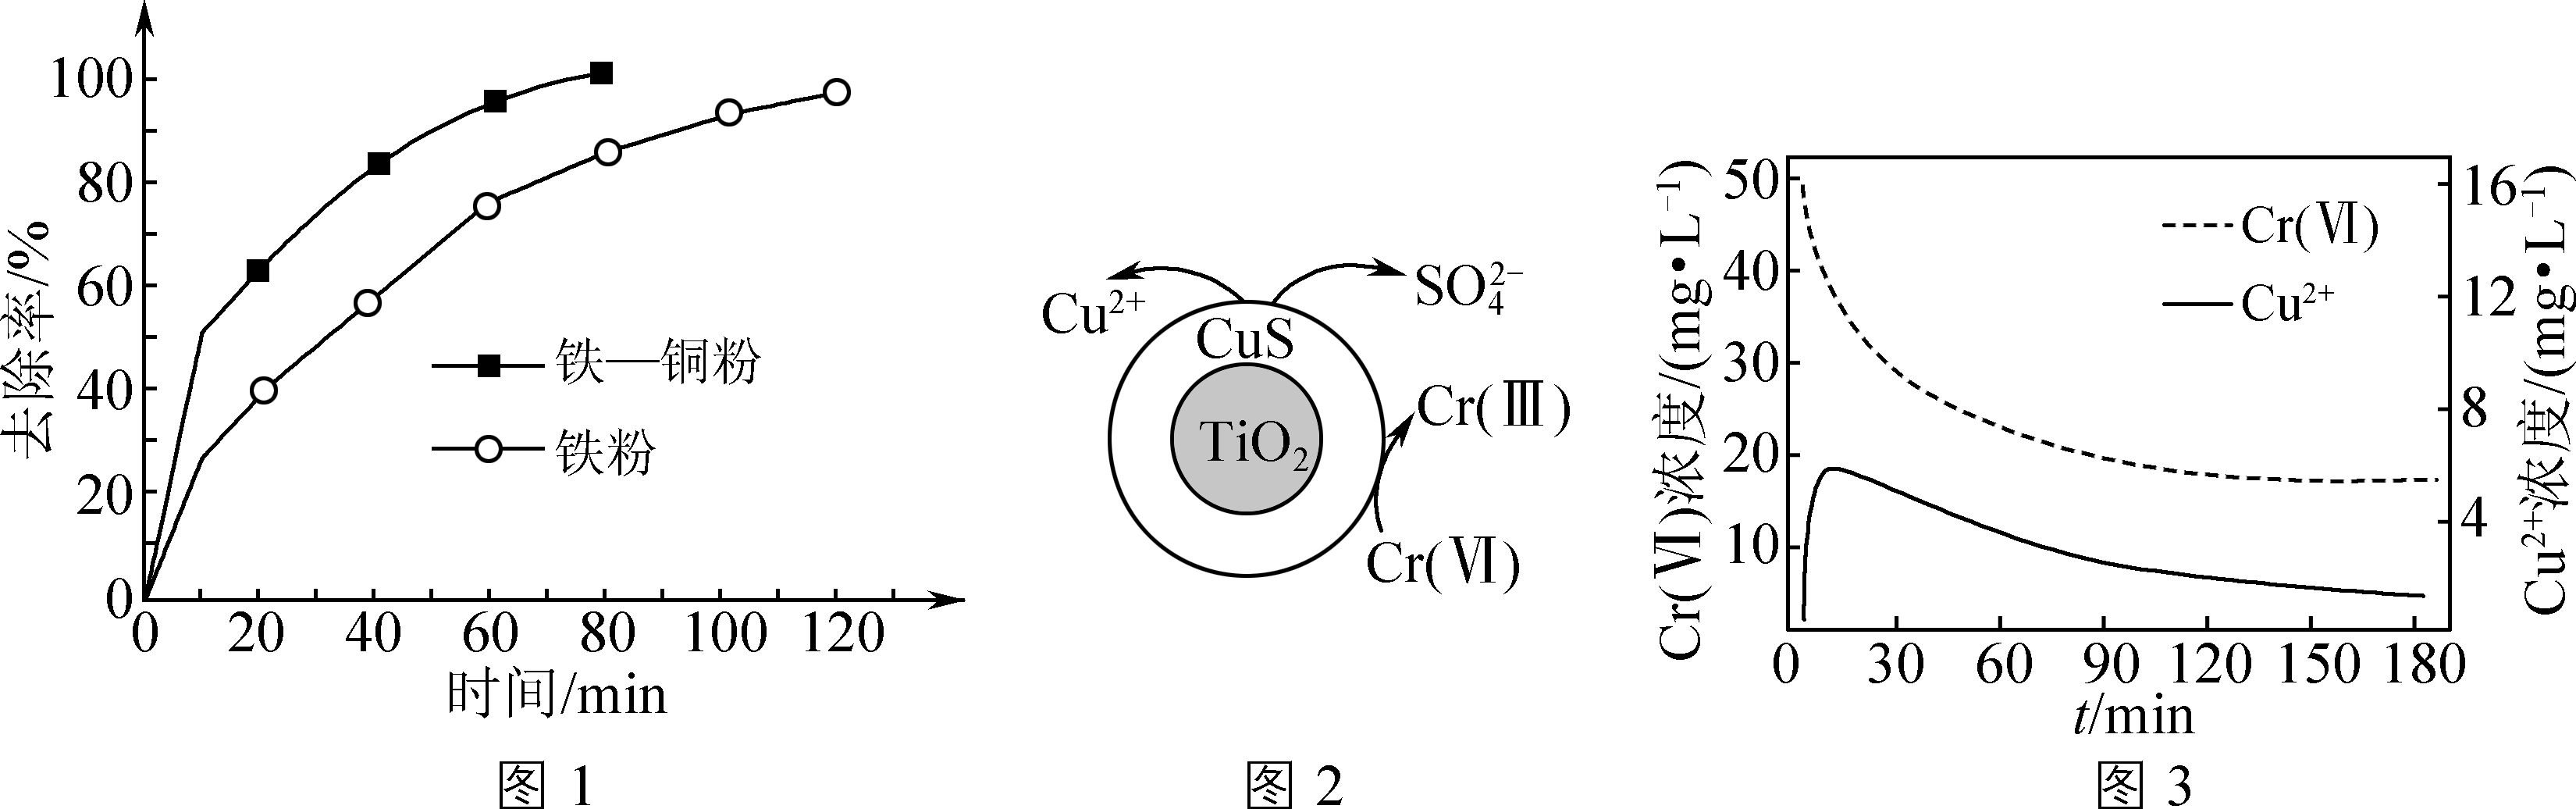 去除率/%
100
80
60
40
20
0
铁—铜粉
铁粉
0 20 40 60 80 100 120
时间/min
图 1
Cu²⁺
SO₄²⁻
CuS
TiO₂
Cr(Ⅲ)
Cr(Ⅵ)
图 2
Cr(Ⅵ)浓度/(mg•L⁻¹)
50
40
30
20
10
Cr(Ⅵ)
Cu²⁺
16
12
8
4
Cu²⁺浓度/(mg•L⁻¹)
0 30 60 90 120 150 180
t/min
图 3